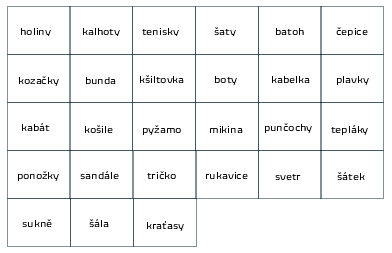 holiny kalhoty tenisky šaty batoh čepice
kozačky bunda kšiltovka boty kabelka plavky
kabát košile pyžamo mikina punčochy tepláky
ponožky sandále tričko rukavice svetr šátek
sukně šála kraťasy